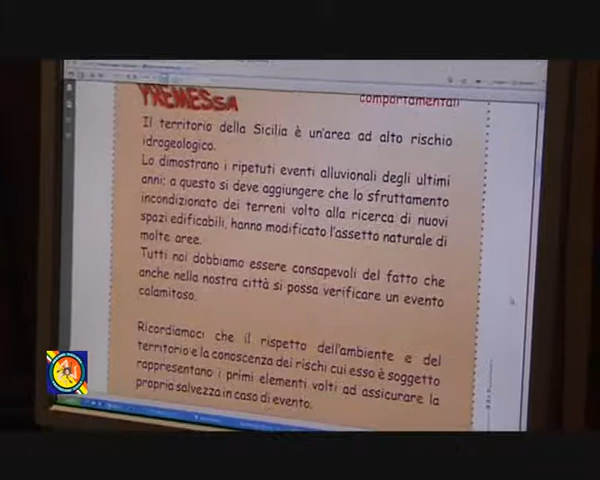 PREMESSA
comportamentali
Il territorio della Sicilia è un'area ad alto rischio
idrogeologico.
Lo dimostrano i ripetuti eventi alluvionali degli ultimi
anni; a questo si deve aggiungere che lo sfruttamento
incondizionato dei terreni volto alla ricerca di nuovi
spazi edificabili, hanno modificato l'assetto naturale di
molte aree.
Tutti noi dobbiamo essere consapevoli del fatto che
anche nella nostra città si possa verificare un evento
calamitoso.
Ricordiamoci che il rispetto dell'ambiente e del
territorio e la conoscenza dei rischi cui esso è soggetto
rappresentano i primi elementi volti ad assicurare la
propria salvezza in caso di evento.